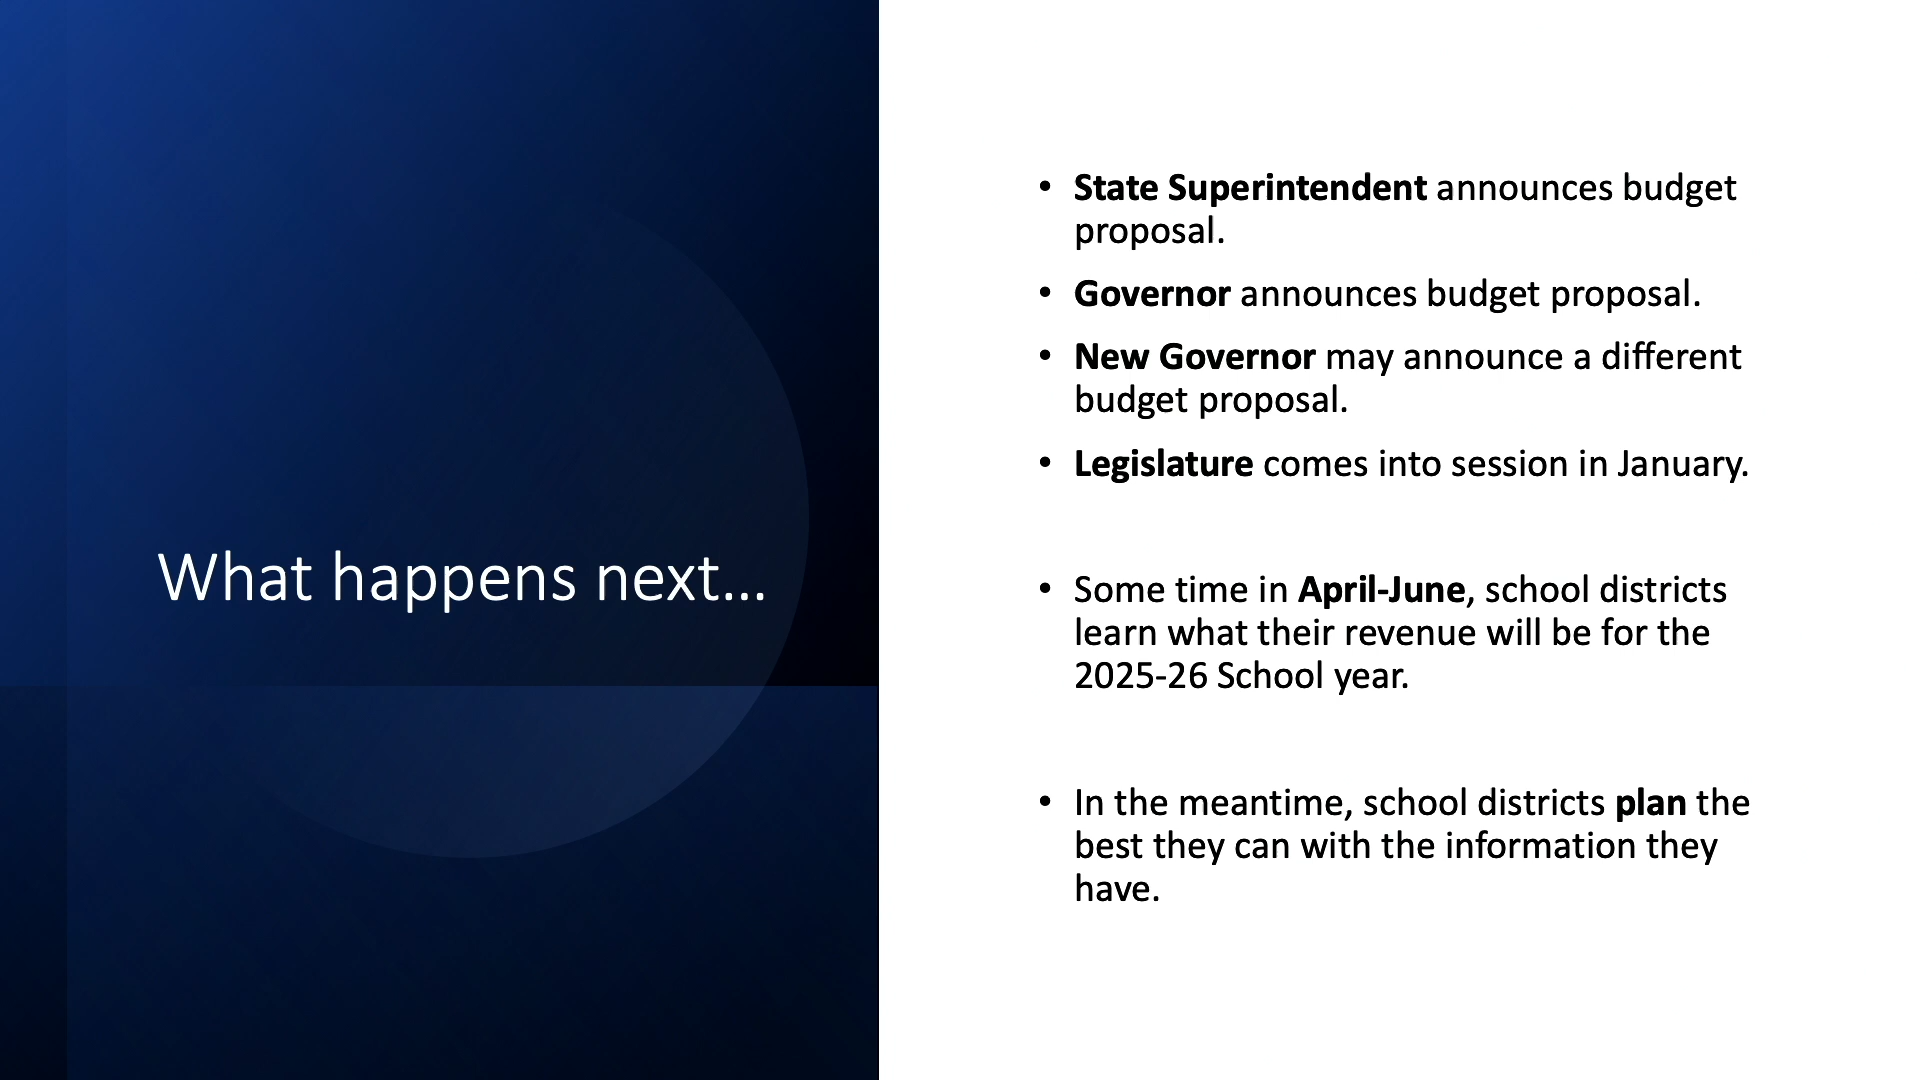 What happens next...
• State Superintendent announces budget
proposal.
• Governor announces budget proposal.
• New Governor may announce a different
budget proposal.
• Legislature comes into session in January.
• Some time in April-June, school districts
learn what their revenue will be for the
2025-26 School year.
• In the meantime, school districts plan the
best they can with the information they
have.